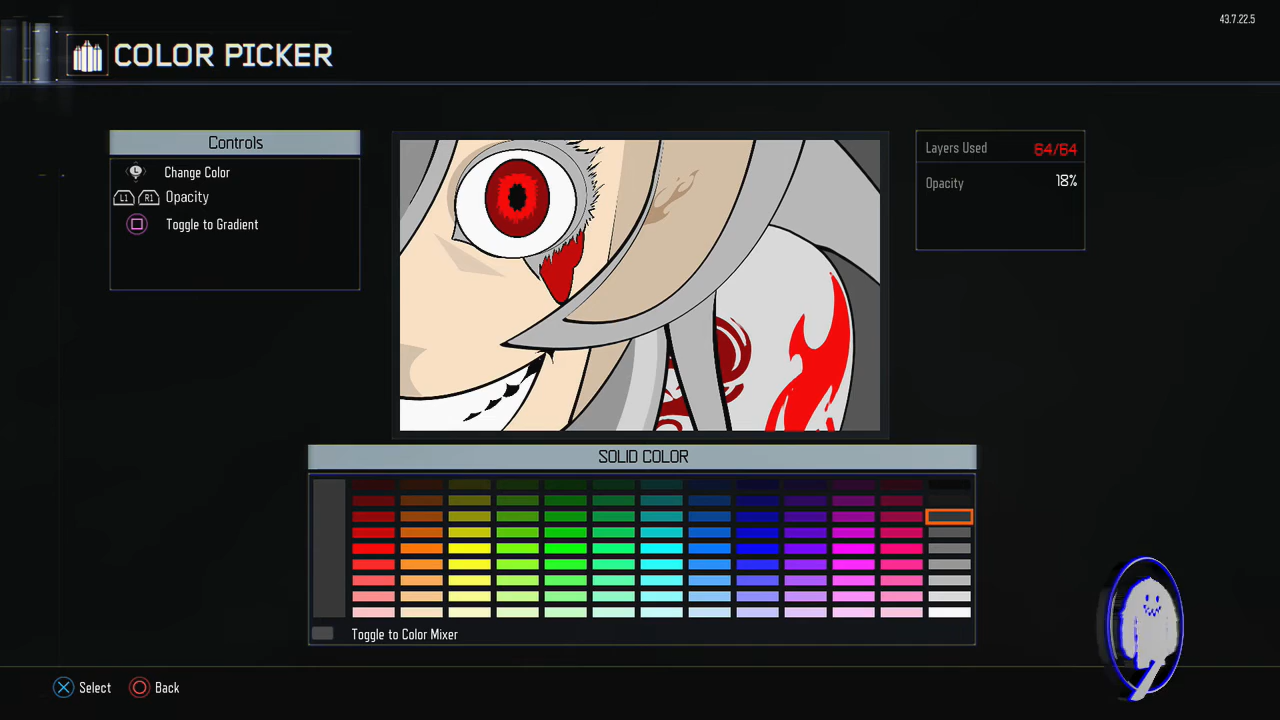 43.7.22.5
COLOR PICKER
Controls
L Change Color
L1 R1 Opacity
Toggle to Gradient
Layers Used 64/64
Opacity 18%
SOLID COLOR
Toggle to Color Mixer
Select Back